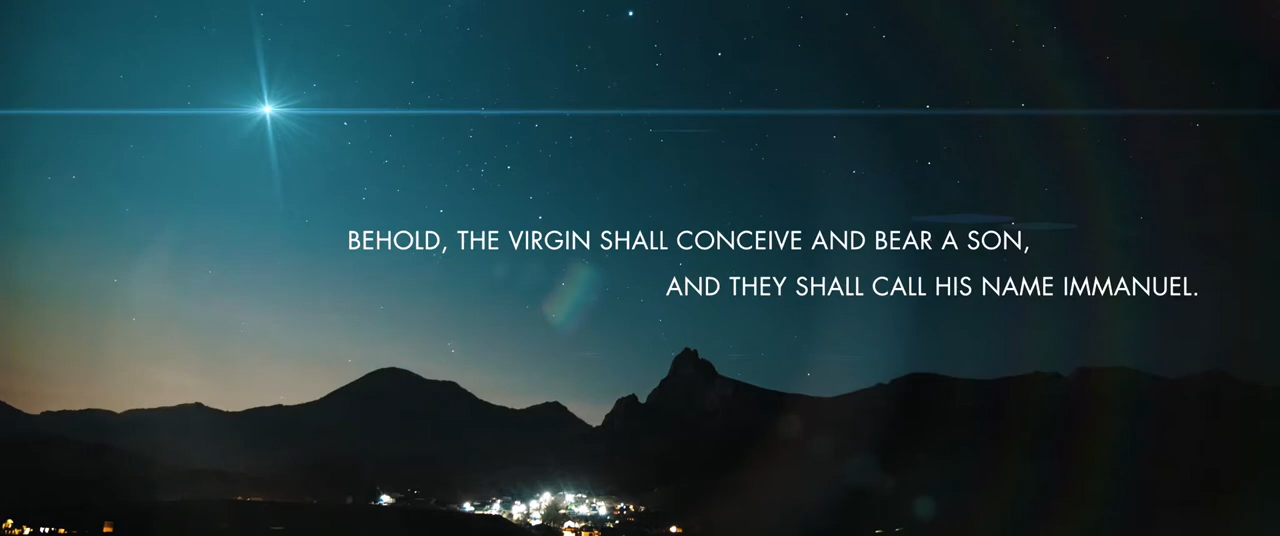 BEHOLD, THE VIRGIN SHALL CONCEIVE AND BEAR A SON,
AND THEY SHALL CALL HIS NAME IMMANUEL.